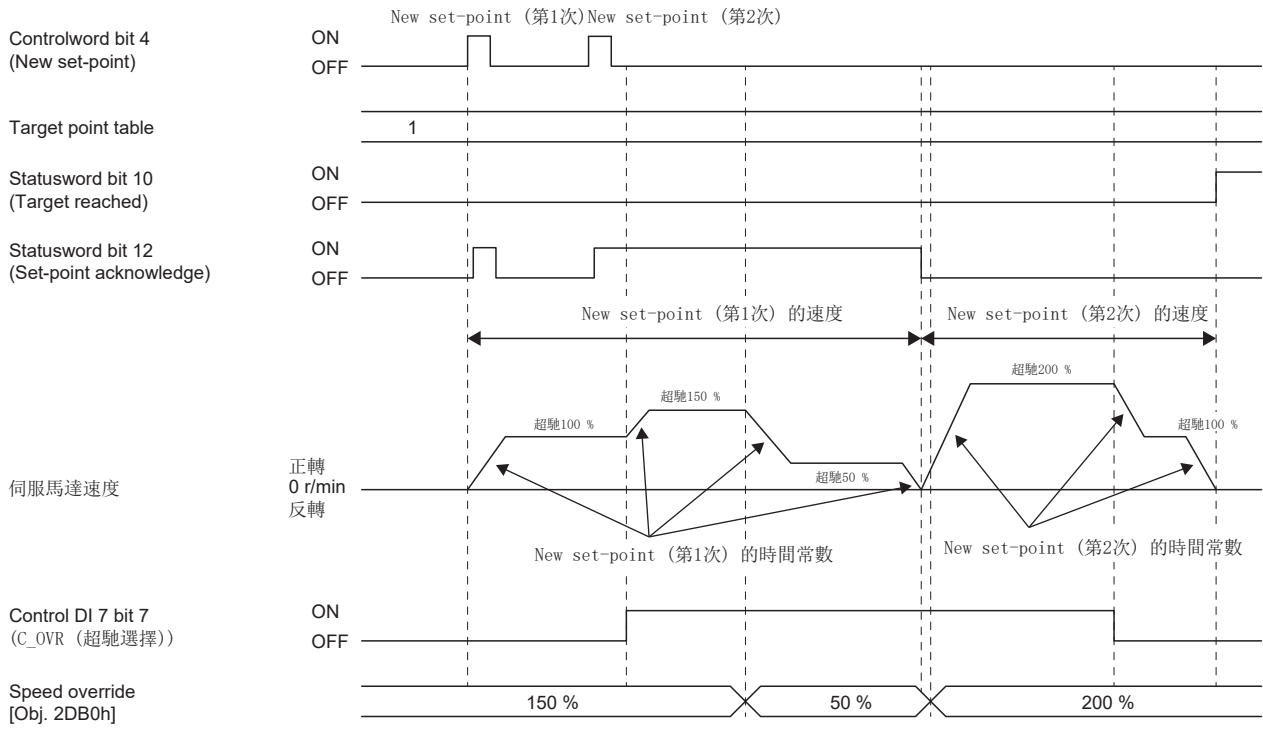 New set-point (第1次)New set-point (第2次)
Controlword bit 4
(New set-point)
ON
OFF
Target point table
1
Statusword bit 10
(Target reached)
ON
OFF
Statusword bit 12
(Set-point acknowledge)
ON
OFF
New set-point (第1次) 的速度
New set-point (第2次) 的速度
超馳100 %
超馳150 %
超馳50 %
超馳200 %
超馳100 %
伺服馬達速度
正轉
0 r/min
反轉
New set-point (第1次) 的時間常數
New set-point (第2次) 的時間常數
Control DI 7 bit 7
(C_OVR (超馳選擇))
ON
OFF
Speed override
[Obj. 2DB0h]
150 %
50 %
200 %